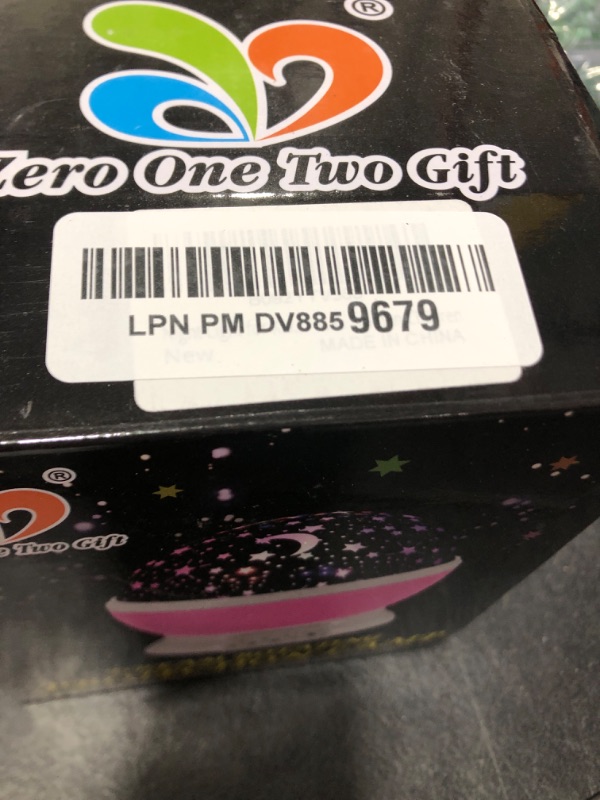 ®
Zero One Two Gift
LPN PM DV8859679
New
MADE IN CHINA
®
Two Gift